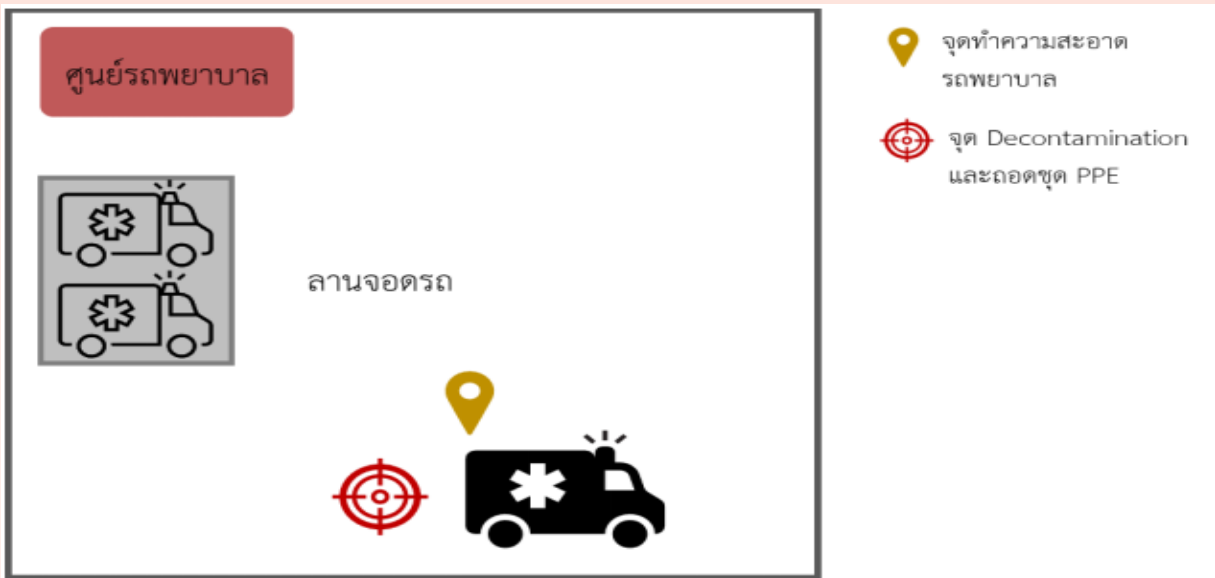 ศูนย์รถพยาบาล
ลานจอดรถ
จุดทำความสะอาด
รถพยาบาล
จุด Decontamination
และถอดชุด PPE